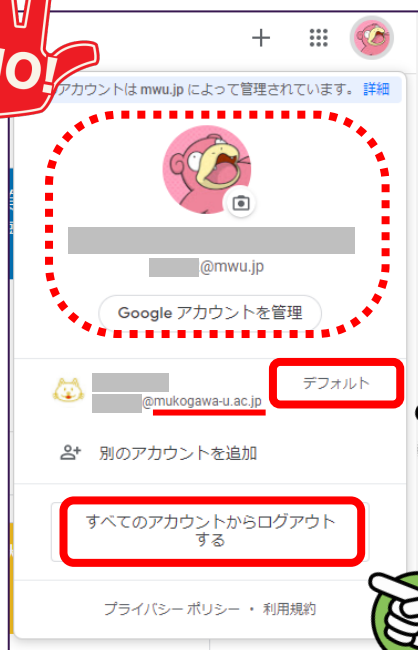 アカウントは mwu.jp によって管理されています。 詳細
@mwu.jp
Google アカウントを管理
デフォルト
@mukogawa-u.ac.jp
別のアカウントを追加
すべてのアカウントからログアウト
する
プライバシー ポリシー ・ 利用規約